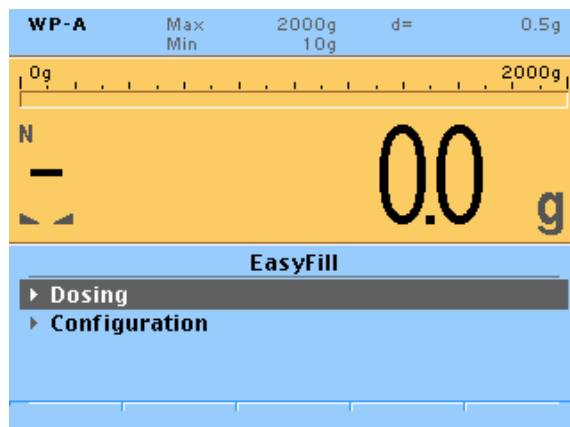 WP-A Max 2000g d= 0.5g
Min 10g
0g 2000g
N
- 0.0 g
EasyFill
Dosing
Configuration